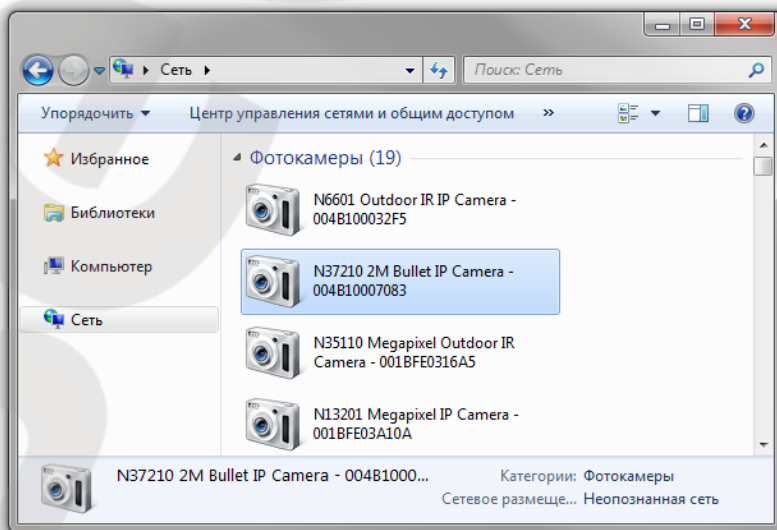 Сеть
Поиск: Сеть
Упорядочить Центр управления сетями и общим доступом »
Избранное
Библиотеки
Компьютер
Сеть
Фотокамеры (19)
N6601 Outdoor IR IP Camera -
004B100032F5
N37210 2M Bullet IP Camera -
004B10007083
N35110 Megapixel Outdoor IR
Camera - 001BFE0316A5
N13201 Megapixel IP Camera -
001BFE03A10A
N37210 2M Bullet IP Camera - 004B1000... Категории: Фотокамеры
Сетевое размеще... Неопознанная сеть